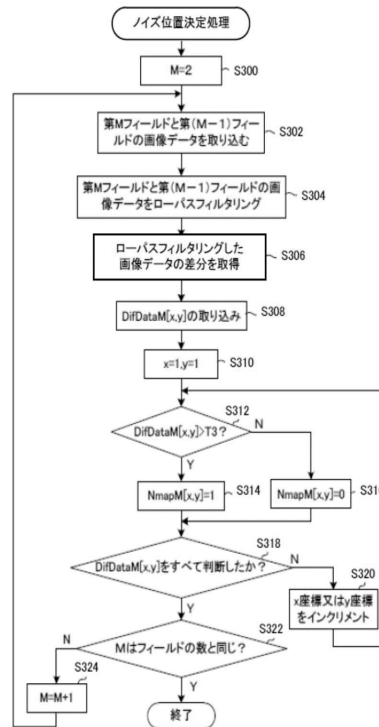 ノイズ位置決定処理
M=2
S300
第Mフィールドと第(M−1)フィー
ルドの画像データを取り込む
S302
第Mフィールドと第(M−1)フィールドの画
像データをローパスフィルタリング
S304
ローパスフィルタリングした
画像データの差分を取得
S306
DifDataM[x,y]の取り込み
S308
x=1,y=1
S310
S312
DifDataM[x,y]>T3?
N
Y
NmapM[x,y]=1
S314
NmapM[x,y]=0
S318
DifDataM[x,y]をすべて判断したか?
N
S320
x座標又はy座標
をインクリメント
Y
S322
Mはフィールドの数と同じ?
N
S324
M=M+1
Y
終了